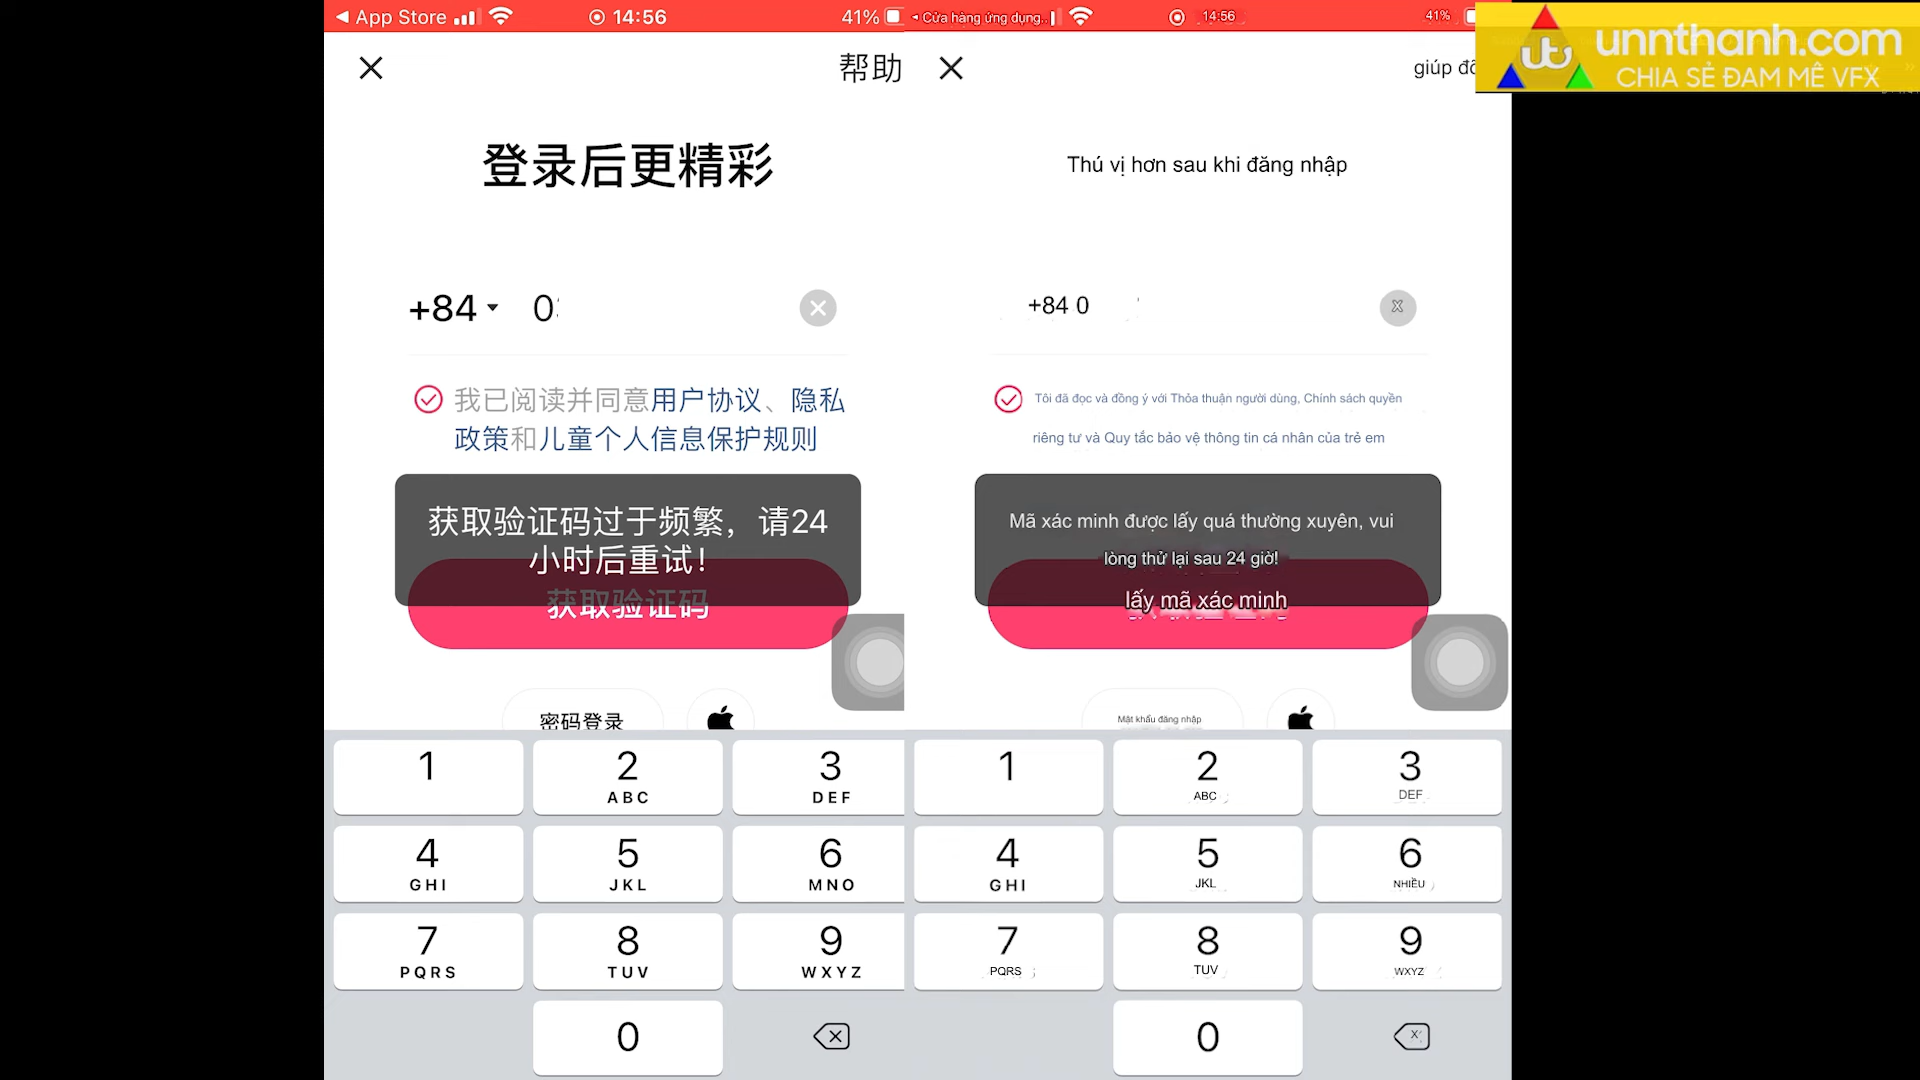 App Store
14:56
41%
帮助
登录后更精彩
+84
0
我已阅读并同意用户协议、隐私
政策和儿童个人信息保护规则
获取验证码过于频繁，请24
小时后重试！
获取验证码
密码登录
1
2
ABC
3
DEF
4
GHI
5
JKL
6
MNO
7
PQRS
8
TUV
9
WXYZ
0
Cửa hàng ứng dụng..
14:56
41%
giúp đỡ
Thú vị hơn sau khi đăng nhập
+84 0
Tôi đã đọc và đồng ý với Thỏa thuận người dùng, Chính sách quyền
riêng tư và Quy tắc bảo vệ thông tin cá nhân của trẻ em
Mã xác minh được lấy quá thường xuyên, vui
lòng thử lại sau 24 giờ!
lấy mã xác minh
Mật khẩu đăng nhập
1
2
ABC
3
DEF
4
GHI
5
JKL
6
NHIỀU
7
PQRS
8
TUV
9
WXYZ
0
unnthanh.com
CHIA SẺ ĐAM MÊ VFX